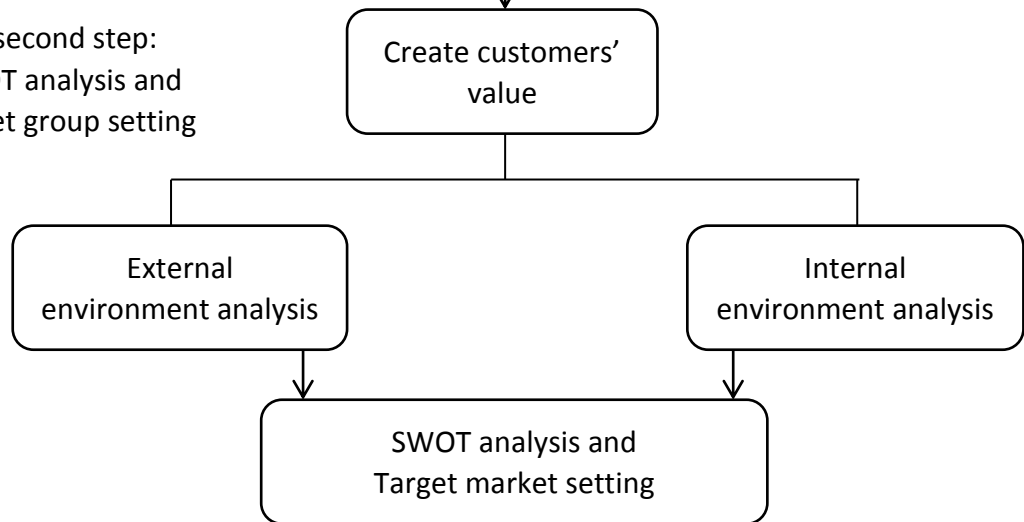 second step:
Create customers’
value
T analysis and
et group setting
External
environment analysis
Internal
environment analysis
SWOT analysis and
Target market setting